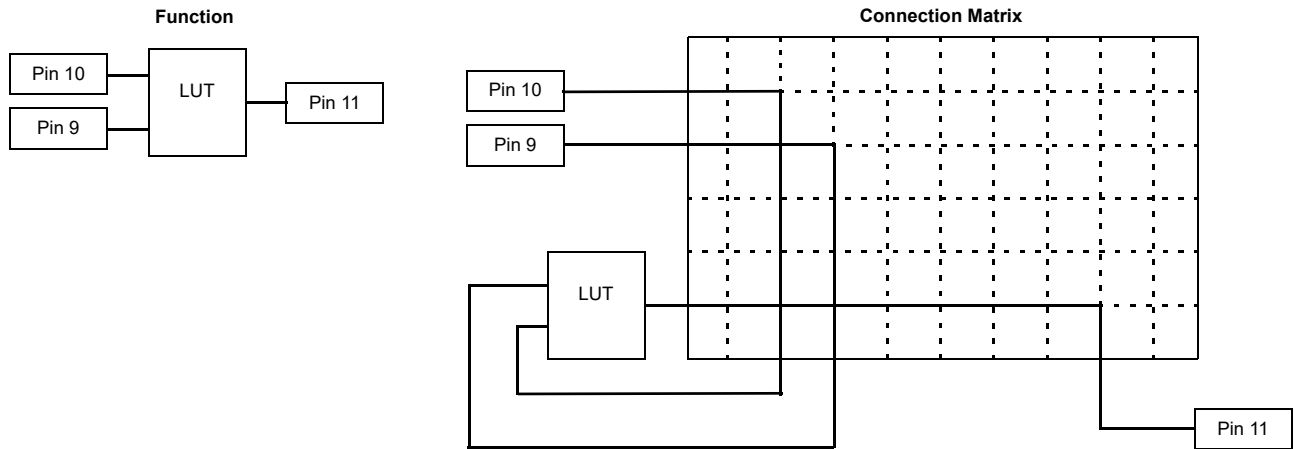 Function
Pin 10
Pin 9
LUT
Pin 11
Connection Matrix
Pin 10
Pin 9
LUT
Pin 11